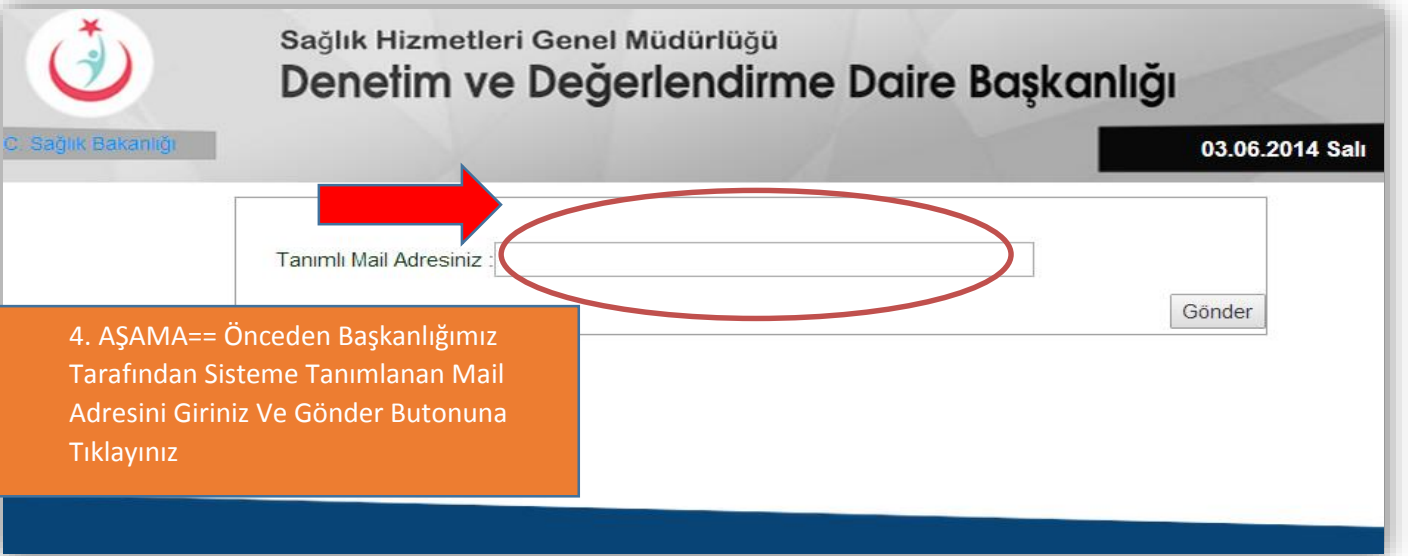 Sağlık Hizmetleri Genel Müdürlüğü
Denetim ve Değerlendirme Daire Başkanlığı
C. Sağlık Bakanlığı
03.06.2014 Salı
Tanımlı Mail Adresiniz :
Gönder
4. AŞAMA== Önceden Başkanlığımız
Tarafından Sisteme Tanımlanan Mail
Adresini Giriniz Ve Gönder Butonuna
Tıklayınız